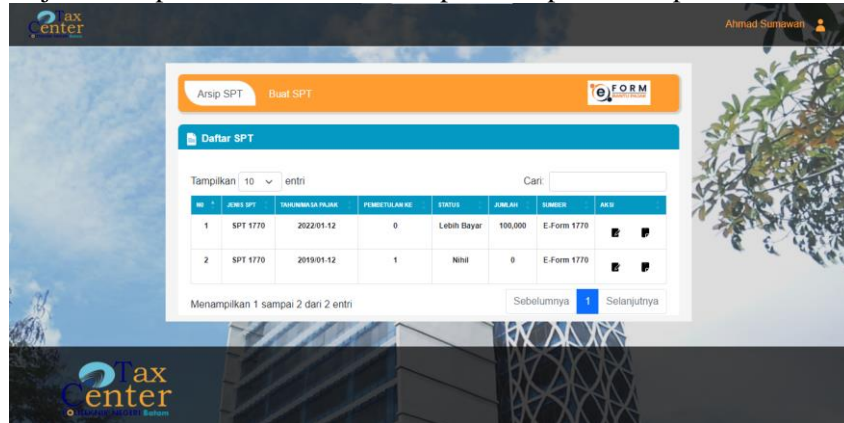 Tax
Center
Ahmad Sumawan
Arsip SPT
Buat SPT
e FORM
Daftar SPT
Tampilkan 10 entri
Cari:
NO JENIS SPT TAHUN/MASA PAJAK PEMBETULAN KE STATUS JUMLAH SUMBER AKSI
1 SPT 1770 2022/01-12 0 Lebih Bayar 100,000 E-Form 1770
2 SPT 1770 2019/01-12 1 Nihil 0 E-Form 1770
Menampilkan 1 sampai 2 dari 2 entri
Sebelumnya 1 Selanjutnya
Tax
Center
POLITEKNIK NEGERI Batam